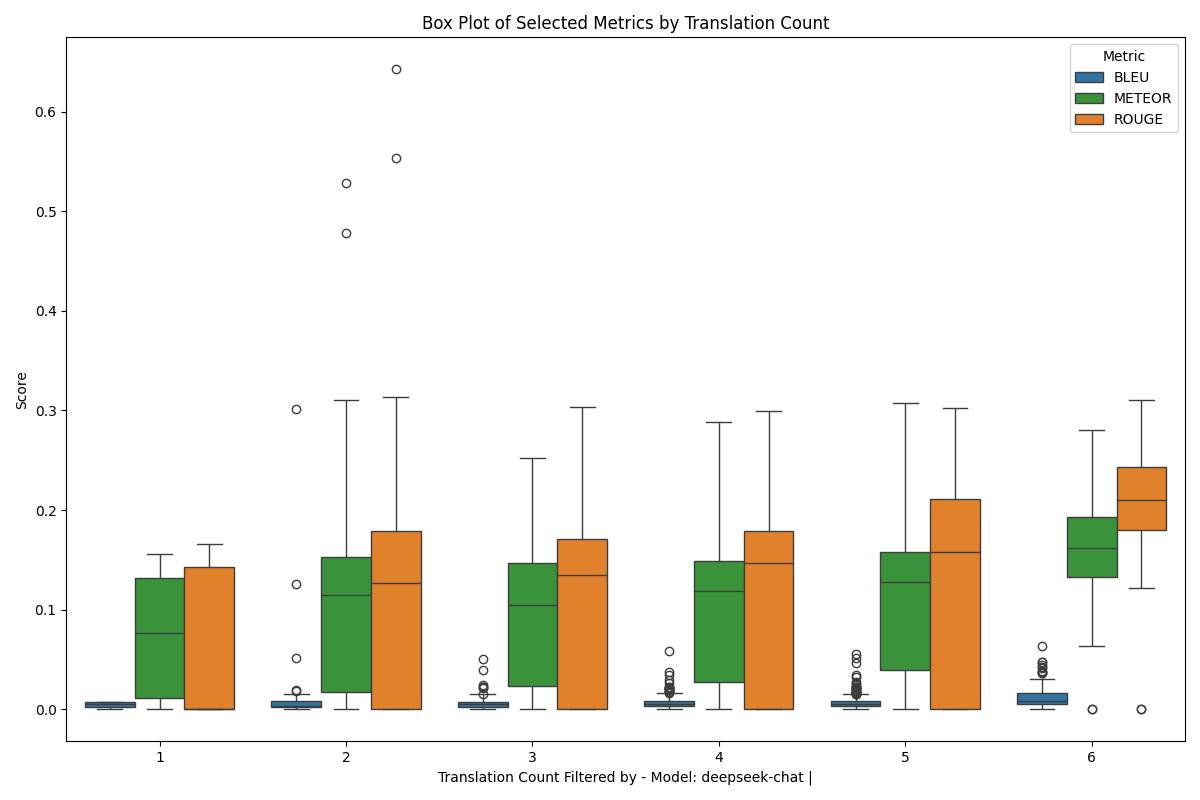 Box Plot of Selected Metrics by Translation Count
Metric
BLEU
METEOR
ROUGE
Score
0.6
0.5
0.4
0.3
0.2
0.1
0.0
1 2 3 4 5 6
Translation Count Filtered by - Model: deepseek-chat |